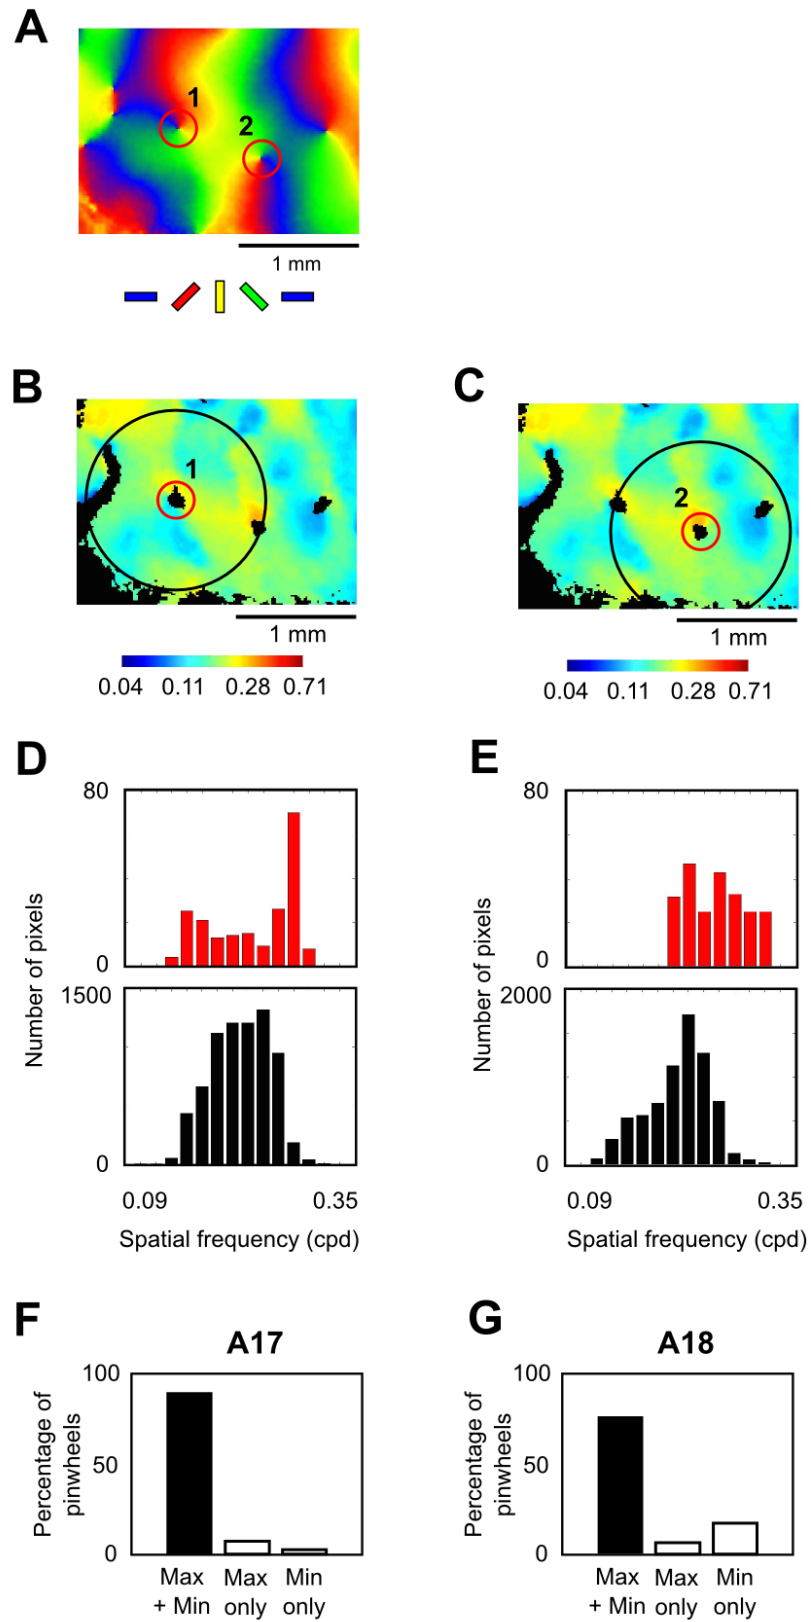 A
1
2
1 mm
B
C
1
2
1 mm
1 mm
0.04 0.11 0.28 0.71
0.04 0.11 0.28 0.71
D
E
80
0
Number of pixels
1500
0
0.09 0.35
Spatial frequency (cpd)
80
0
Number of pixels
2000
0
0.09 0.35
Spatial frequency (cpd)
F
A17
Percentage of
pinwheels
100
50
0
Max Max Min
+ Min only only
G
A18
Percentage of
pinwheels
100
50
0
Max Max Min
+ Min only only